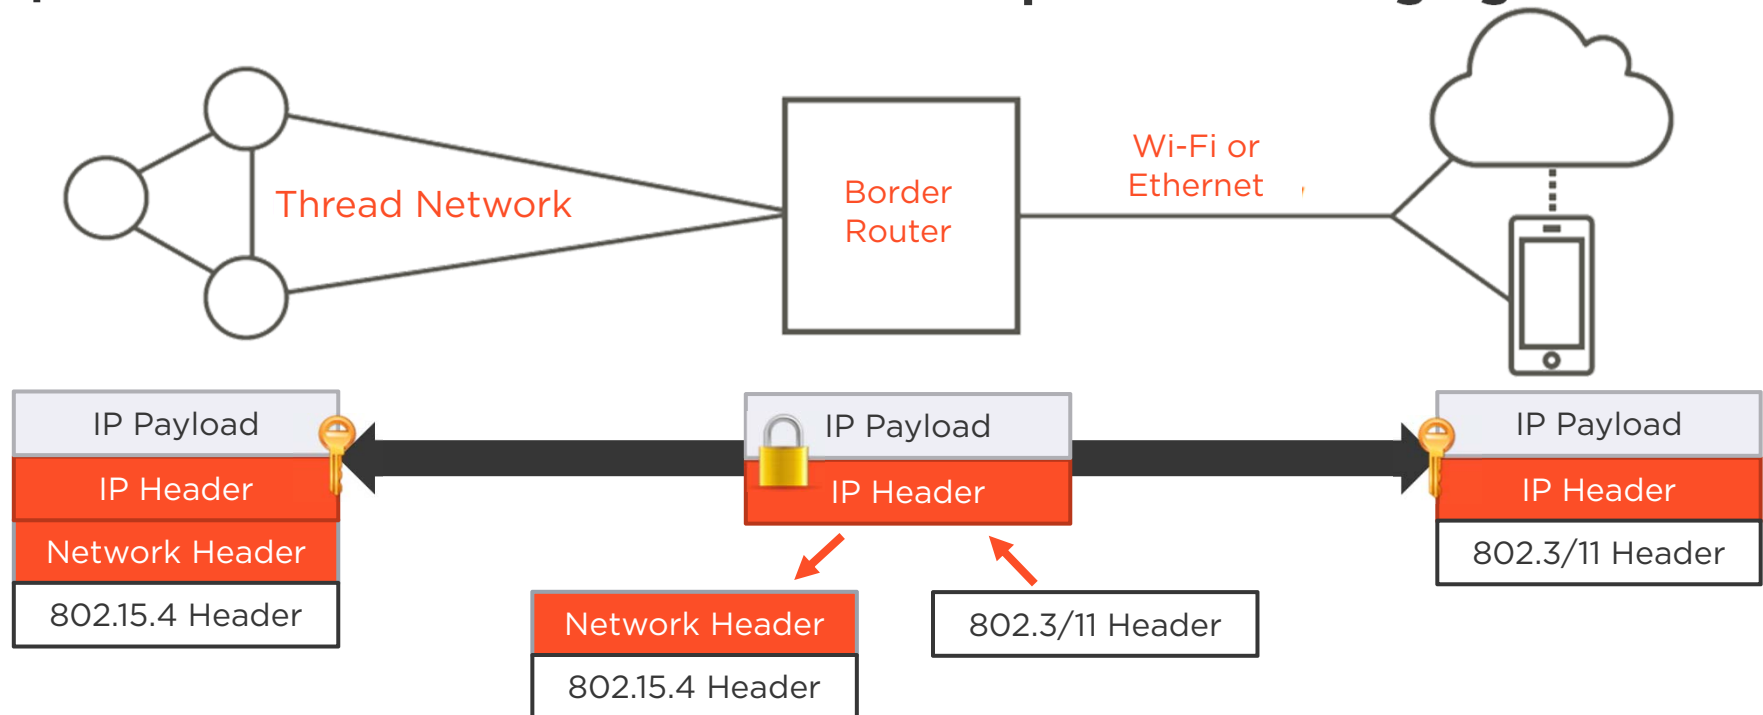 Thread Network
Border
Router
Wi-Fi or
Ethernet
IP Payload
IP Header
Network Header
802.15.4 Header
IP Payload
IP Header
Network Header
802.15.4 Header
802.3/11 Header
IP Payload
IP Header
802.3/11 Header